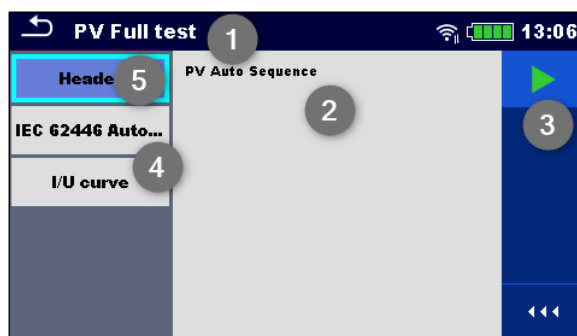 PV Full test
13:06
1
Heade
5
PV Auto Sequence
2
3
IEC 62446 Auto...
4
I/U curve